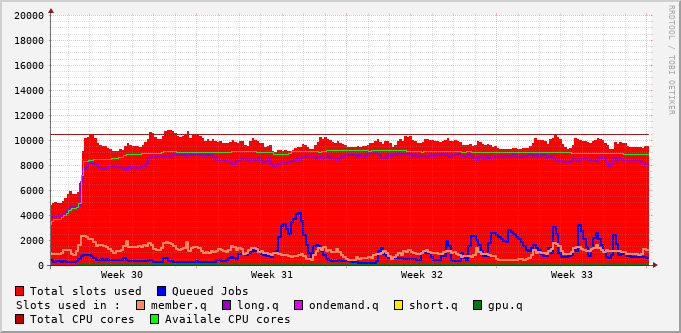 20000
18000
16000
14000
12000
10000
8000
6000
4000
2000
0
Week 30 Week 31 Week 32 Week 33
Total slots used Queued Jobs
Slots used in : member.q long.q ondemand.q short.q gpu.q
Total CPU cores Availale CPU cores
RRDTOOL / TOBI OETIKER